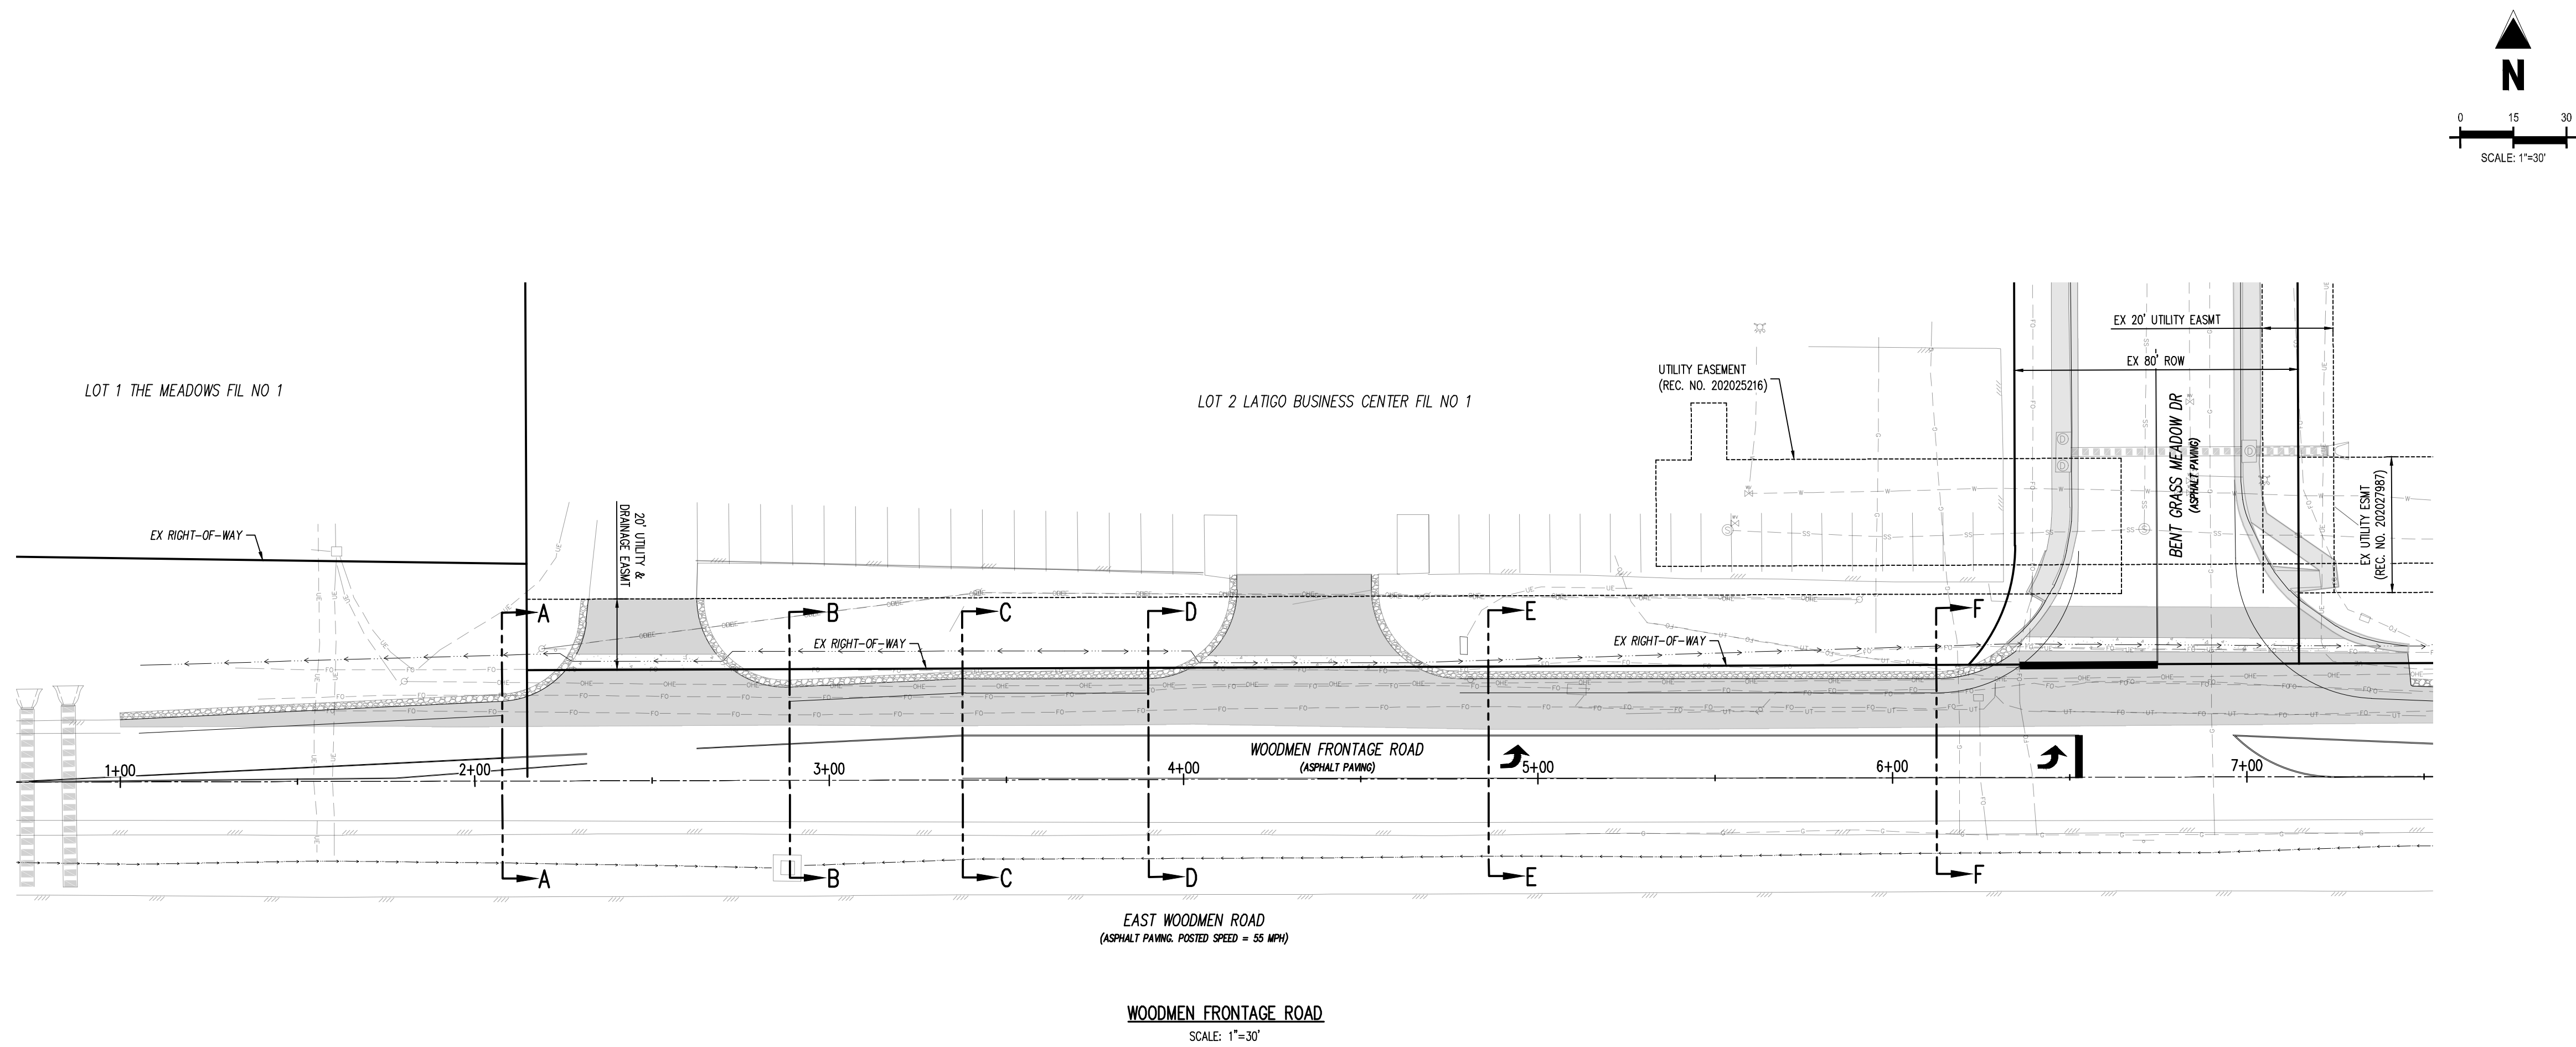 N
0 15 30
SCALE: 1"=30'
EX 20' UTILITY EASMT
EX 80' ROW
UTILITY EASEMENT
(REC. NO. 202025216)
LOT 1 THE MEADOWS FIL NO 1
LOT 2 LATIGO BUSINESS CENTER FIL NO 1
BENT GRASS MEADOW DR
(ASPHALT PAVING)
EX UTILITY ESMT
(REC. NO. 202027987)
EX RIGHT-OF-WAY
20' UTILITY &
DRAINAGE EASMT
A B C D E F
EX RIGHT-OF-WAY
EX RIGHT-OF-WAY
WOODMEN FRONTAGE ROAD
(ASPHALT PAVING)
1+00 2+00 3+00 4+00 5+00 6+00 7+00
A B C D E F
EAST WOODMEN ROAD
(ASPHALT PAVING. POSTED SPEED = 55 MPH)
WOODMEN FRONTAGE ROAD
SCALE: 1"=30'